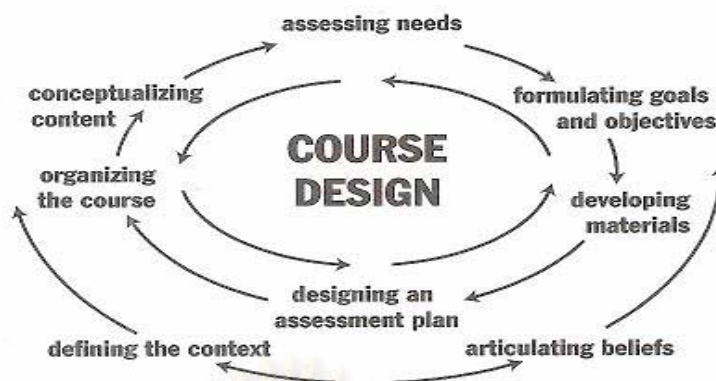 assessing needs
conceptualizing
content
formulating goals
and objectives
COURSE
DESIGN
organizing
the course
developing
materials
designing an
assessment plan
defining the context
articulating beliefs